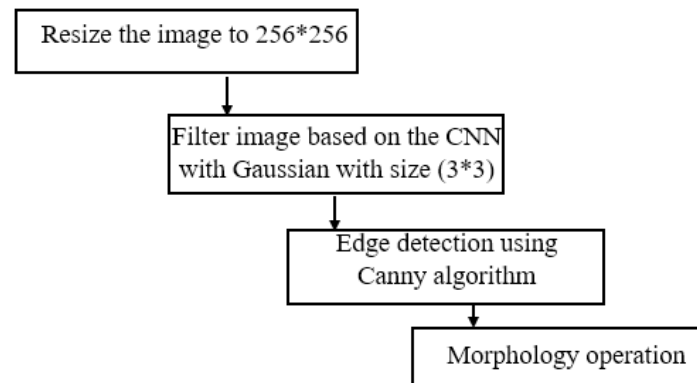 Resize the image to 256*256
Filter image based on the CNN
with Gaussian with size (3*3)
Edge detection using
Canny algorithm
Morphology operation